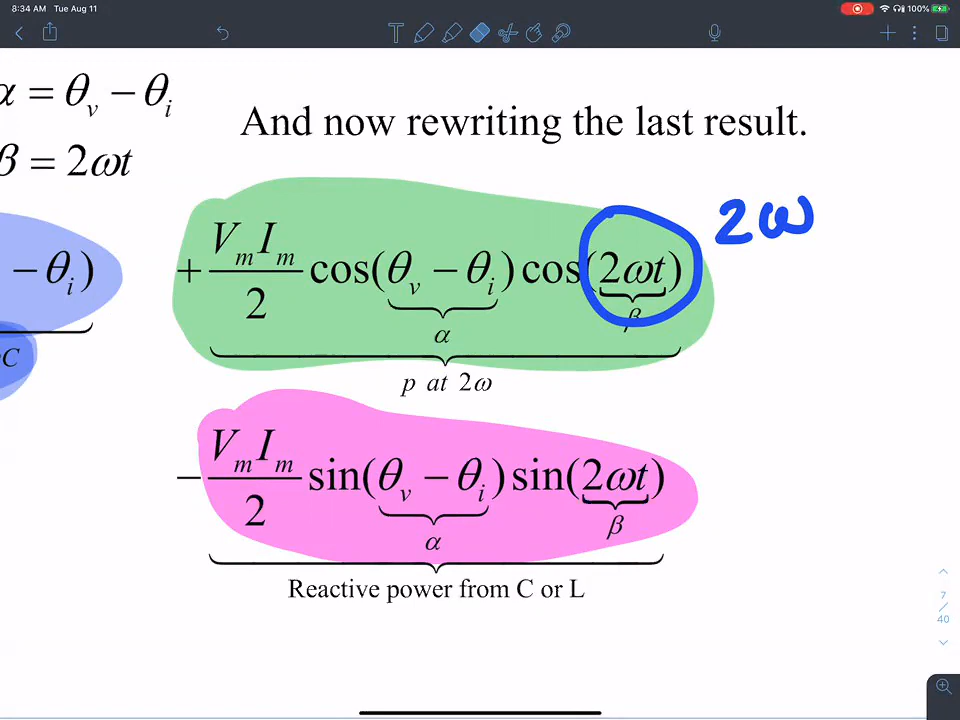 8:34 AM Tue Aug 11
100%
α = θv − θi
β = 2ωt
And now rewriting the last result.
2ω
− θi)
C
+ VmIm/2 cos(θv − θi) cos(2ωt)
α
β
p at 2ω
− VmIm/2 sin(θv − θi) sin(2ωt)
α
β
Reactive power from C or L
7
/
40